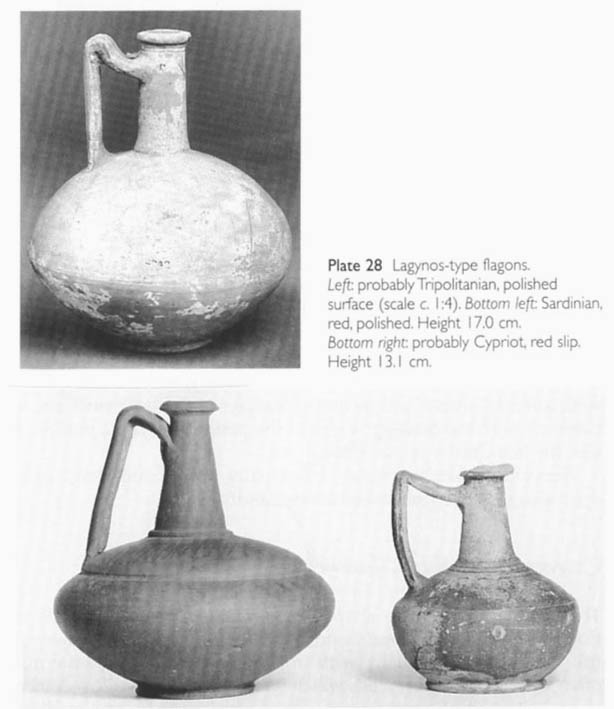 Plate 28 Lagynos-type flagons.
Left: probably Tripolitanian, polished
surface (scale c. 1:4). Bottom left: Sardinian,
red, polished. Height 17.0 cm.
Bottom right: probably Cypriot, red slip.
Height 13.1 cm.